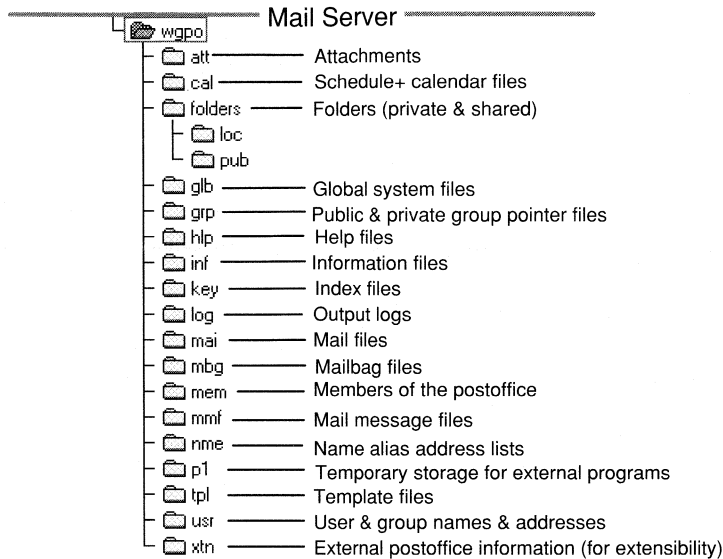 Mail Server
wgpo
att Attachments
cal Schedule+ calendar files
folders Folders (private & shared)
loc
pub
glb Global system files
grp Public & private group pointer files
hlp Help files
inf Information files
key Index files
log Output logs
mai Mail files
mbg Mailbag files
mem Members of the postoffice
mmf Mail message files
nme Name alias address lists
p1 Temporary storage for external programs
tpl Template files
usr User & group names & addresses
xtn External postoffice information (for extensibility)